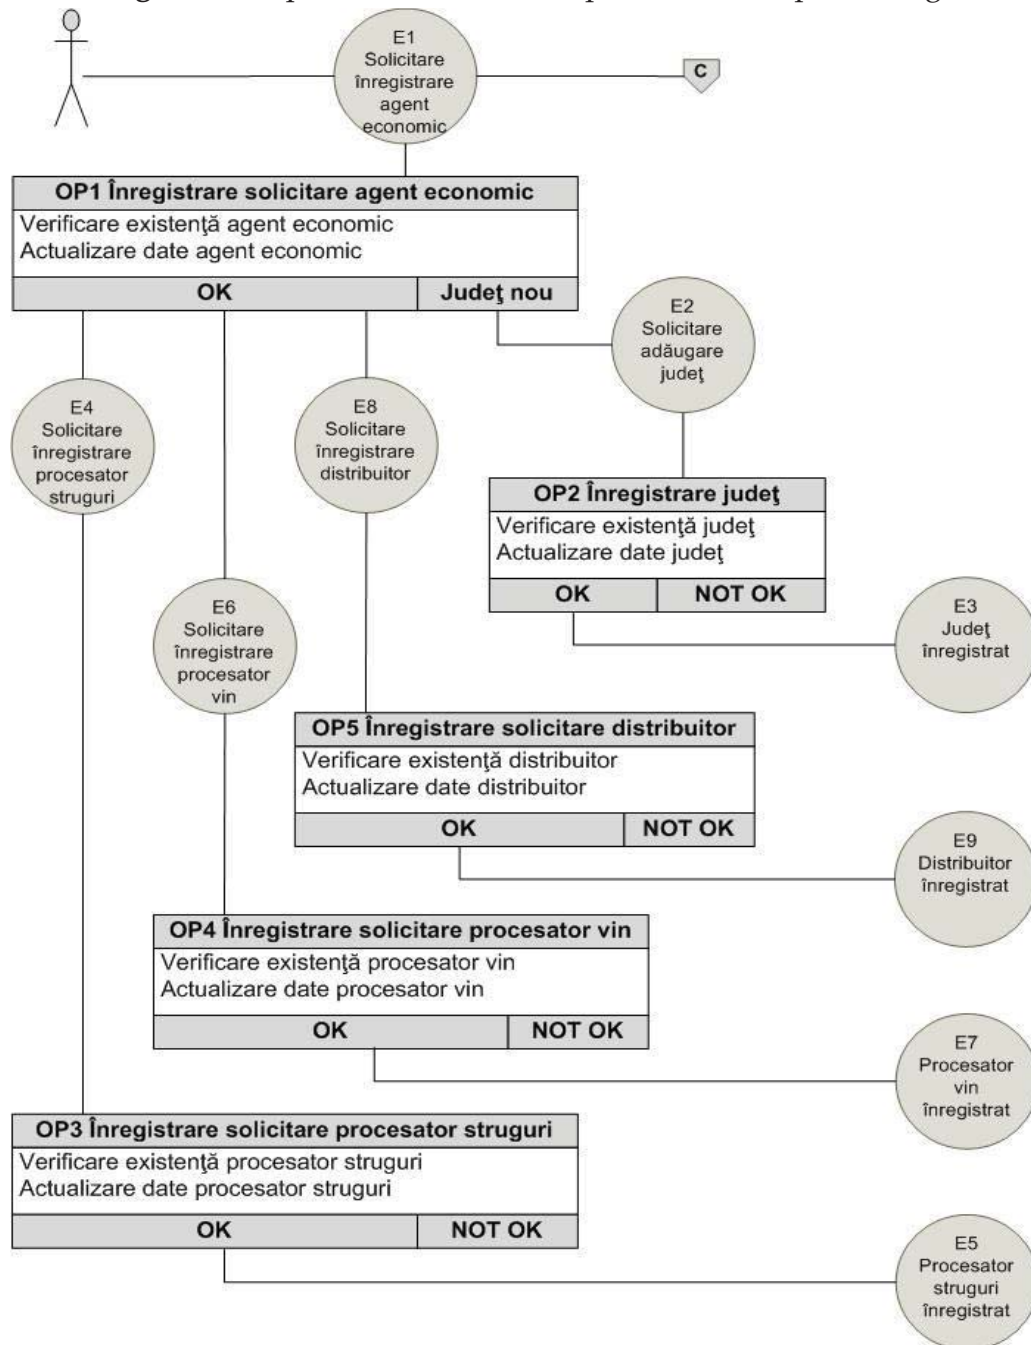 E1
Solicitare
înregistrare
agent
economic
C
OP1 Înregistrare solicitare agent economic
Verificare existenţă agent economic
Actualizare date agent economic
OK
Judeţ nou
E2
Solicitare
adăugare
judeţ
E4
Solicitare
înregistrare
procesator
struguri
E8
Solicitare
înregistrare
distribuitor
OP2 Înregistrare judeţ
Verificare existenţă judeţ
Actualizare date judeţ
OK
NOT OK
E6
Solicitare
înregistrare
procesator
vin
E3
Judeţ
înregistrat
OP5 Înregistrare solicitare distribuitor
Verificare existenţă distribuitor
Actualizare date distribuitor
OK
NOT OK
E9
Distribuitor
înregistrat
OP4 Înregistrare solicitare procesator vin
Verificare existenţă procesator vin
Actualizare date procesator vin
OK
NOT OK
E7
Procesator
vin
înregistrat
OP3 Înregistrare solicitare procesator struguri
Verificare existenţă procesator struguri
Actualizare date procesator struguri
OK
NOT OK
E5
Procesator
struguri
înregistrat